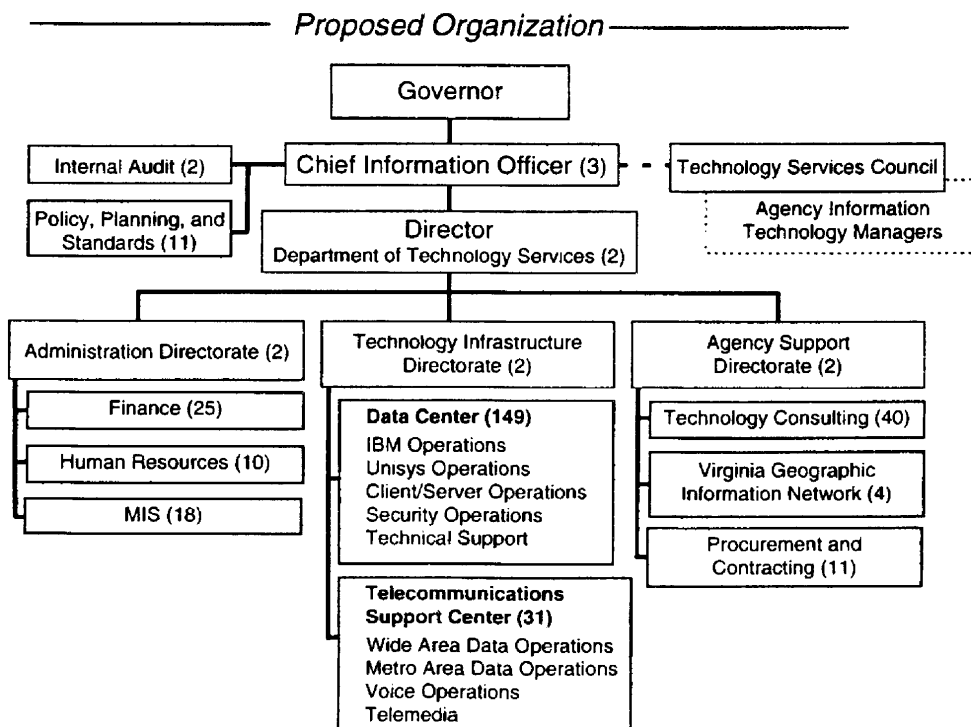 Proposed Organization
Governor
Internal Audit (2)
Chief Information Officer (3)
Technology Services Council
Policy, Planning, and
Standards (11)
Agency Information
Technology Managers
Director
Department of Technology Services (2)
Administration Directorate (2)
Finance (25)
Human Resources (10)
MIS (18)
Technology Infrastructure
Directorate (2)
Data Center (149)
IBM Operations
Unisys Operations
Client/Server Operations
Security Operations
Technical Support
Telecommunications
Support Center (31)
Wide Area Data Operations
Metro Area Data Operations
Voice Operations
Telemedia
Agency Support
Directorate (2)
Technology Consulting (40)
Virginia Geographic
Information Network (4)
Procurement and
Contracting (11)